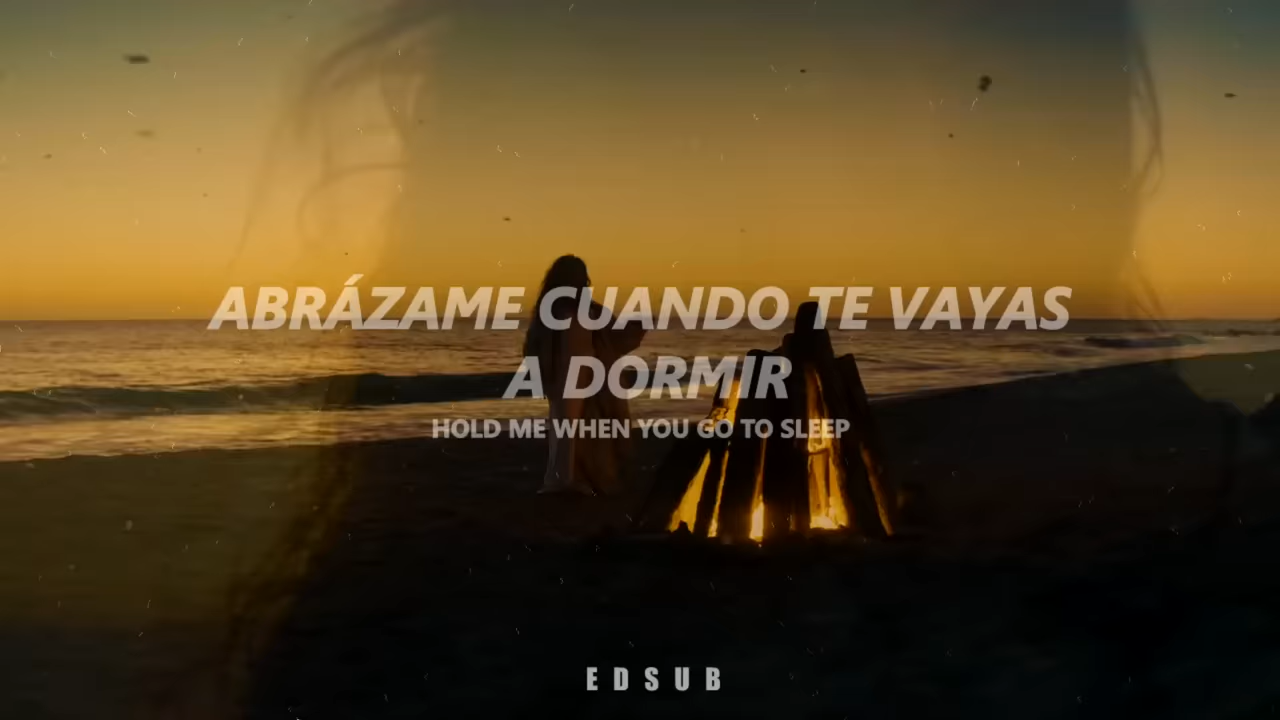 ABRÁZAME CUANDO TE VAYAS
A DORMIR
HOLD ME WHEN YOU GO TO SLEEP
EDSUB